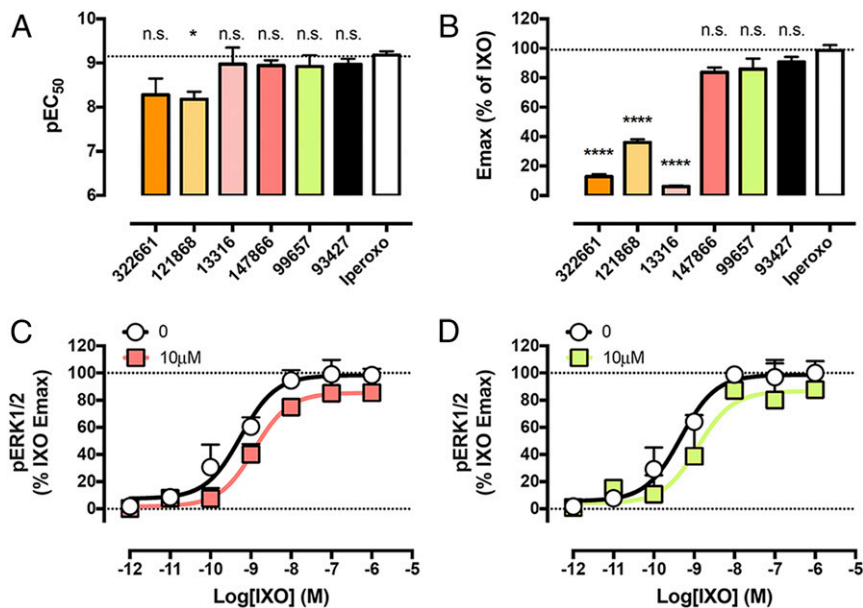 A
n.s. * n.s. n.s. n.s. n.s.
pEC50
10
9
8
7
6
322661
121868
13316
147866
99657
93427
Iperoxo
B
n.s. n.s. n.s.
**** **** ****
Emax (% of IXO)
120
100
80
60
40
20
0
322661
121868
13316
147866
99657
93427
Iperoxo
C
0
10μM
pERK1/2
(% IXO Emax)
120
100
80
60
40
20
0
-12 -11 -10 -9 -8 -7 -6 -5
Log[IXO] (M)
D
0
10μM
pERK1/2
(% IXO Emax)
120
100
80
60
40
20
0
-12 -11 -10 -9 -8 -7 -6 -5
Log[IXO] (M)